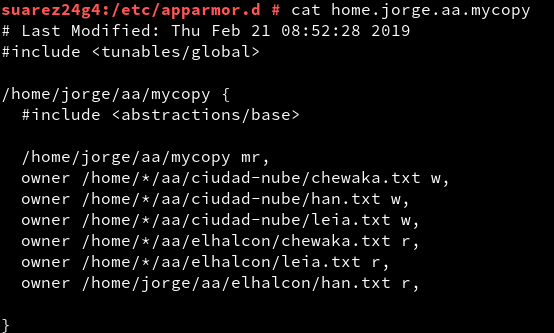 suarez24g4:/etc/apparmor.d # cat home.jorge.aa.mycopy
# Last Modified: Thu Feb 21 08:52:28 2019
#include <tunables/global>
/home/jorge/aa/mycopy {
  #include <abstractions/base>
  /home/jorge/aa/mycopy mr,
  owner /home/*/aa/ciudad-nube/chewaka.txt w,
  owner /home/*/aa/ciudad-nube/han.txt w,
  owner /home/*/aa/ciudad-nube/leia.txt w,
  owner /home/*/aa/elhalcon/chewaka.txt r,
  owner /home/*/aa/elhalcon/leia.txt r,
  owner /home/jorge/aa/elhalcon/han.txt r,
}